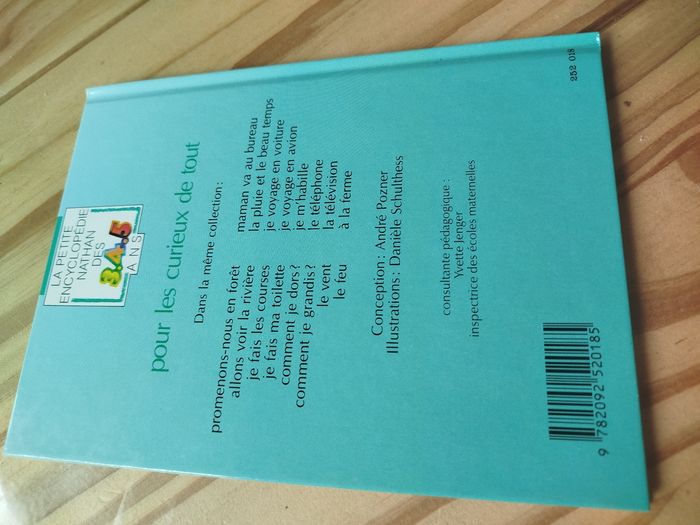 LA PETITE
ENCYCLOPÉDIE
NATHAN
DES
3.4.5
ANS
pour les curieux de tout
Dans la même collection :
promenons-nous en forêt
allons voir la rivière
je fais les courses
je fais ma toilette
comment je dors ?
comment je grandis ?
le vent
le feu
maman va au bureau
la pluie et le beau temps
je voyage en voiture
je voyage en avion
je m'habille
le téléphone
la télévision
à la ferme
Conception : André Pozner
Illustrations : Danièle Schulthess
consultante pédagogique :
Yvette Jenger
inspectrice des écoles maternelles
9 782092 520185
252 018